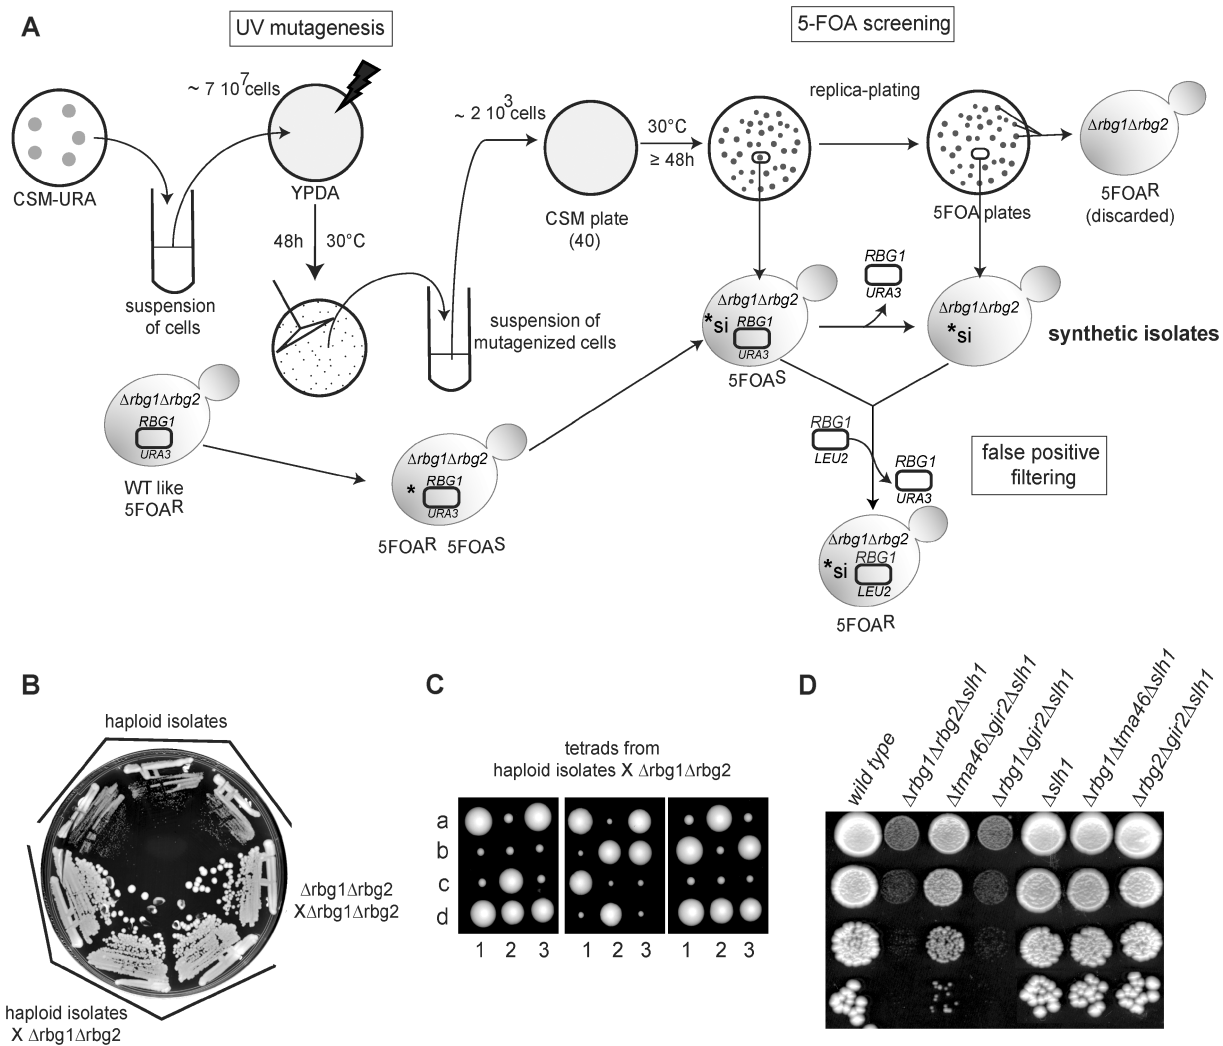 A
UV mutagenesis
5-FOA screening
~ 7 10⁷cells
~ 2 10³cells
30°C
≥ 48h
replica-plating
Δrbg1Δrbg2
CSM-URA
YPDA
CSM plate
(40)
5FOA plates
5FOAᴿ
(discarded)
48h 30°C
suspension
of cells
suspension of
mutagenized cells
Δrbg1Δrbg2
*si RBG1
URA3
5FOAˢ
RBG1
URA3
Δrbg1Δrbg2
*si
synthetic isolates
Δrbg1Δrbg2
RBG1
URA3
WT like
5FOAᴿ
Δrbg1Δrbg2
* RBG1
URA3
5FOAᴿ 5FOAˢ
RBG1
LEU2
RBG1
URA3
false positive
filtering
Δrbg1Δrbg2
*si RBG1
LEU2
5FOAᴿ
B
haploid isolates
Δrbg1Δrbg2
XΔrbg1Δrbg2
haploid isolates
X Δrbg1Δrbg2
C
tetrads from
haploid isolates X Δrbg1Δrbg2
a
b
c
d
1 2 3 1 2 3 1 2 3
D
wild type
Δrbg1Δrbg2Δslh1
Δtma46Δgir2Δslh1
Δrbg1Δgir2Δslh1
Δslh1
Δrbg1Δtma46Δslh1
Δrbg2Δgir2Δslh1